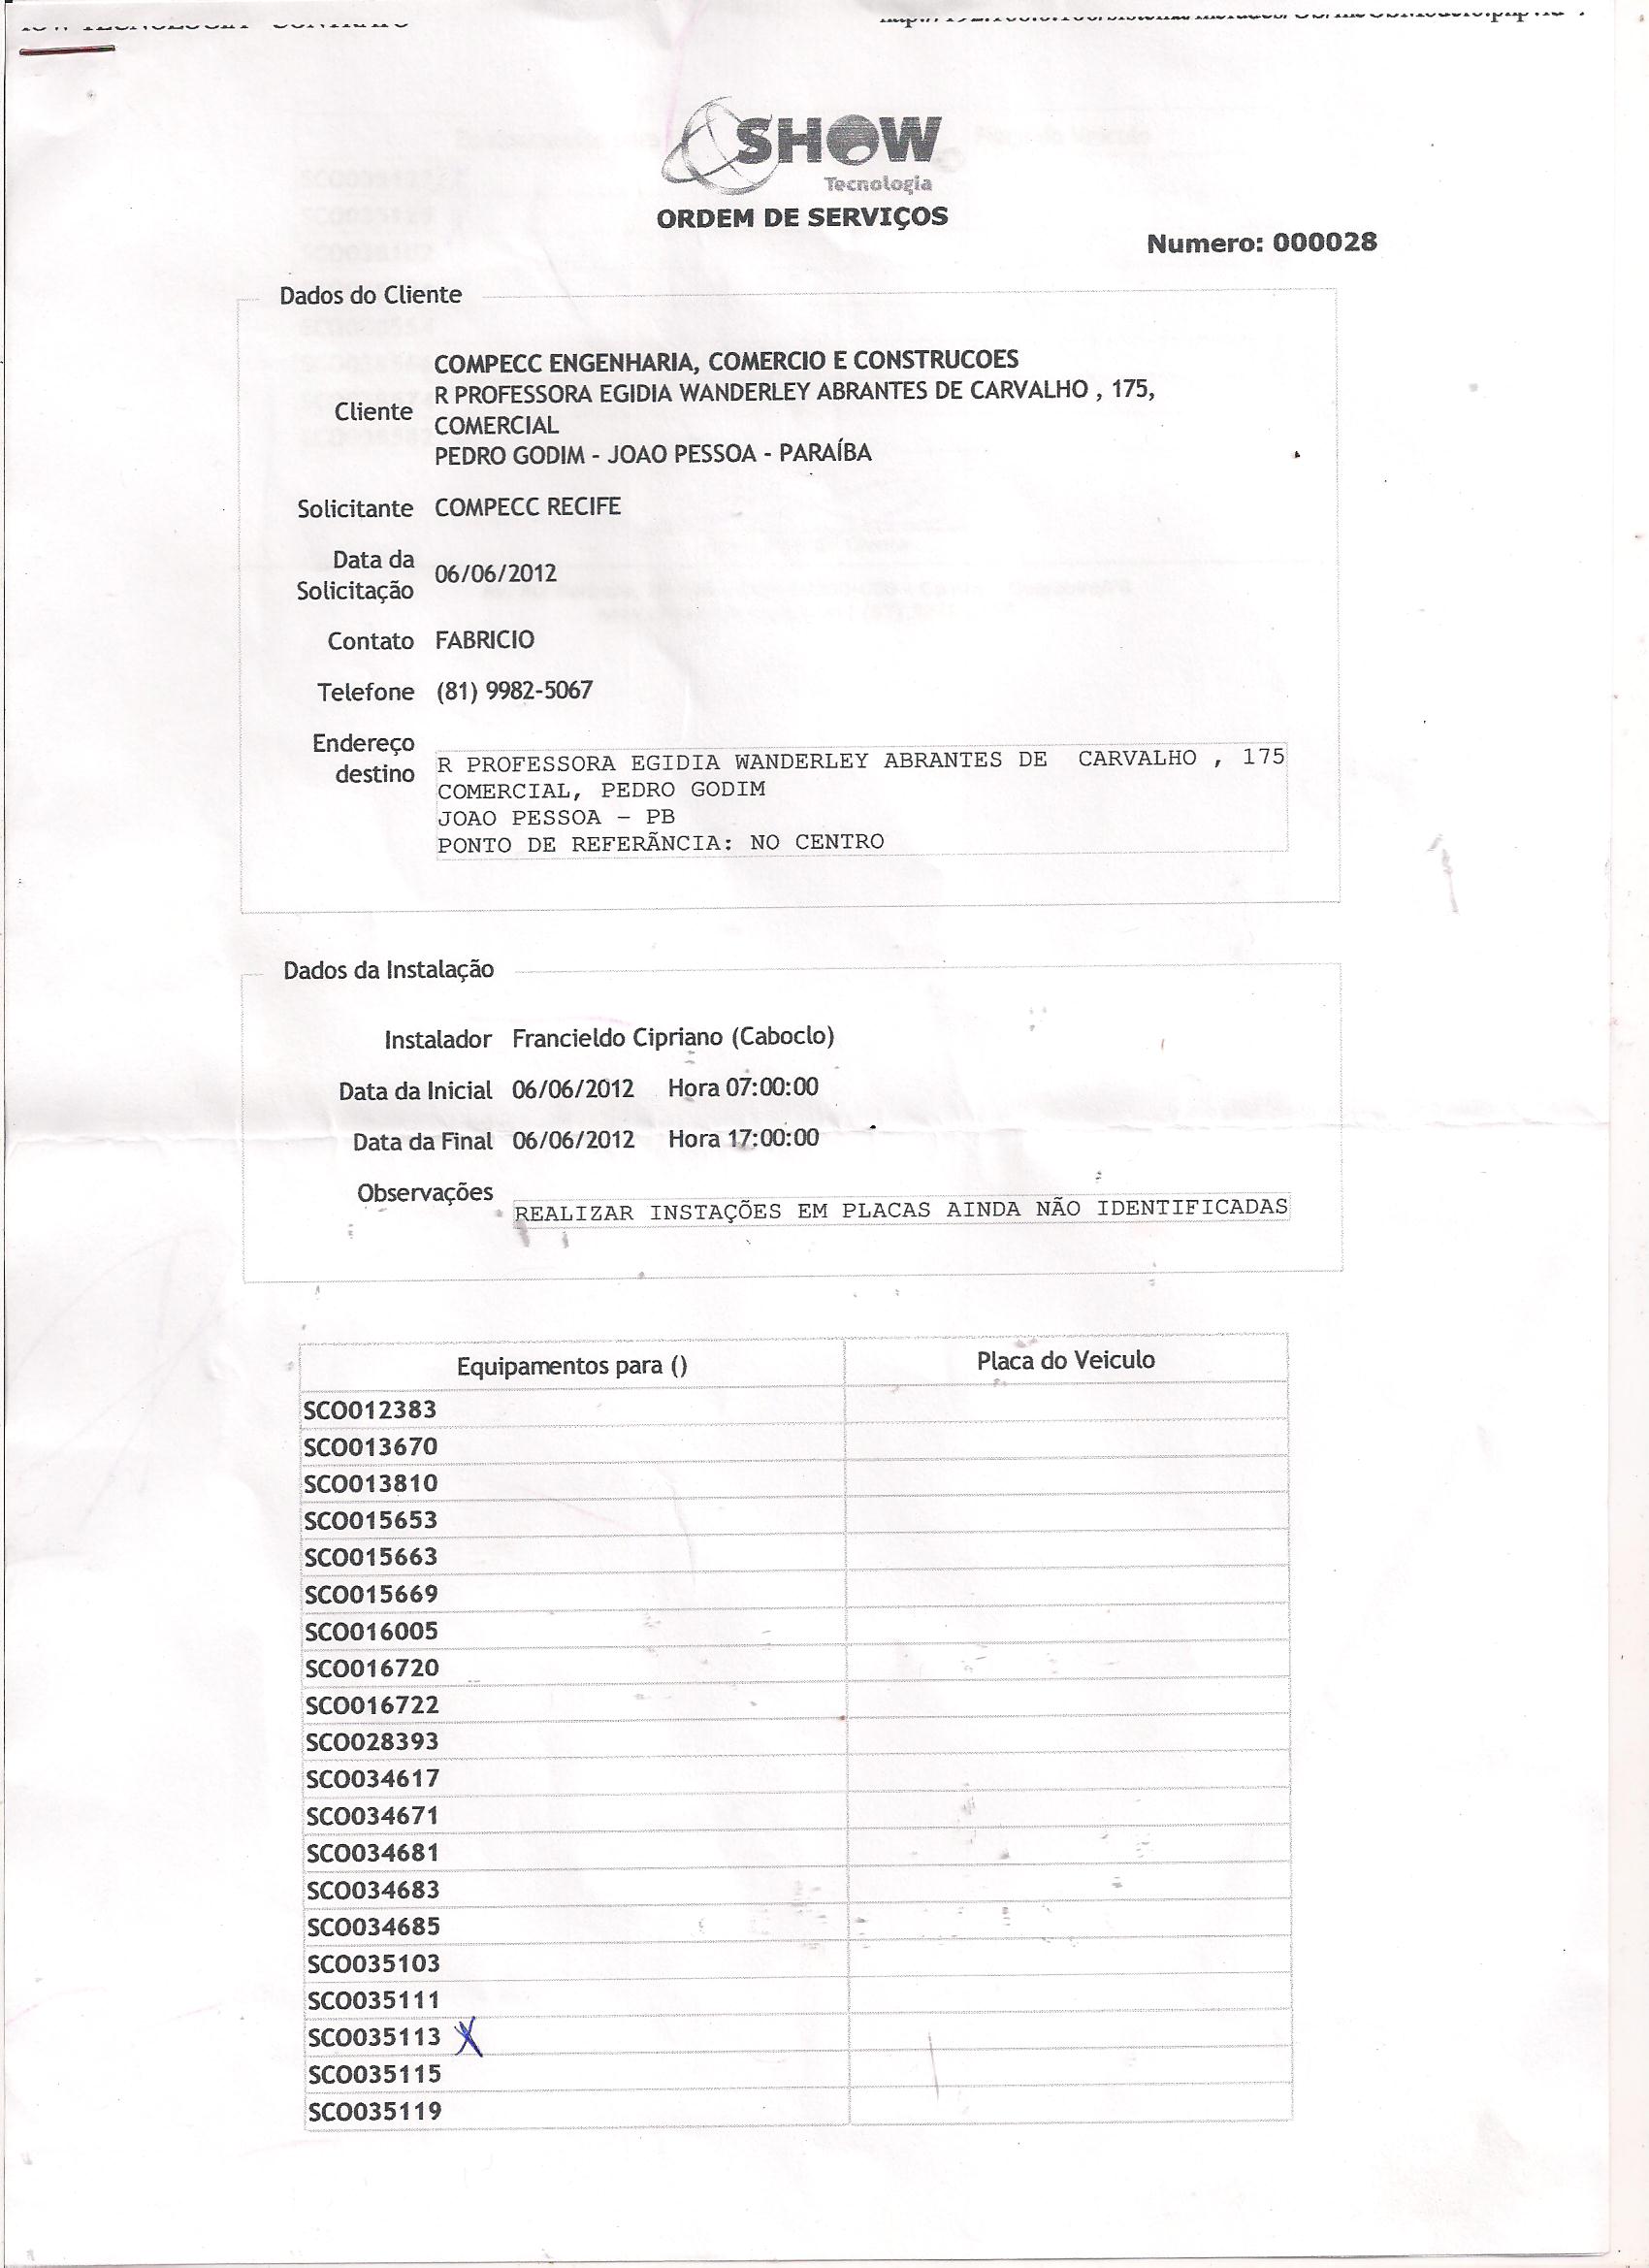 SHOW
Tecnologia
ORDEM DE SERVIÇOS
Numero: 000028
Dados do Cliente
Cliente
COMPECC ENGENHARIA, COMERCIO E CONSTRUCOES
R PROFESSORA EGIDIA WANDERLEY ABRANTES DE CARVALHO , 175,
COMERCIAL
PEDRO GODIM - JOAO PESSOA - PARAÍBA
Solicitante COMPECC RECIFE
Data da
Solicitação 06/06/2012
Contato FABRICIO
Telefone (81) 9982-5067
Endereço
destino
R PROFESSORA EGIDIA WANDERLEY ABRANTES DE CARVALHO , 175
COMERCIAL, PEDRO GODIM
JOAO PESSOA - PB
PONTO DE REFERÃNCIA: NO CENTRO
Dados da Instalação
Instalador Francieldo Cipriano (Caboclo)
Data da Inicial 06/06/2012 Hora 07:00:00
Data da Final 06/06/2012 Hora 17:00:00
Observações
REALIZAR INSTAÇÕES EM PLACAS AINDA NÃO IDENTIFICADAS
Equipamentos para () Placa do Veiculo
SCO012383
SCO013670
SCO013810
SCO015653
SCO015663
SCO015669
SCO016005
SCO016720
SCO016722
SCO028393
SCO034617
SCO034671
SCO034681
SCO034683
SCO034685
SCO035103
SCO035111
SCO035113 X
SCO035115
SCO035119